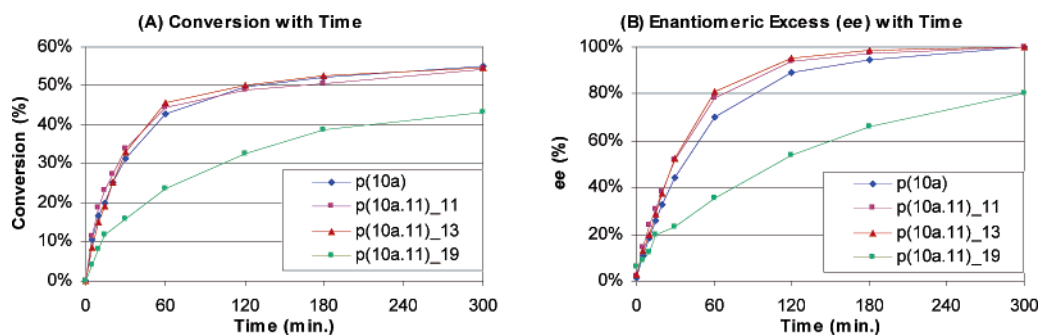 (A) Conversion with Time
60%
50%
40%
30%
20%
10%
0%
Conversion (%)
0 60 120 180 240 300
Time (min.)
p(10a)
p(10a.11)_11
p(10a.11)_13
p(10a.11)_19
(B) Enantiomeric Excess (ee) with Time
100%
80%
60%
40%
20%
0%
ee (%)
0 60 120 180 240 300
Time (min.)
p(10a)
p(10a.11)_11
p(10a.11)_13
p(10a.11)_19